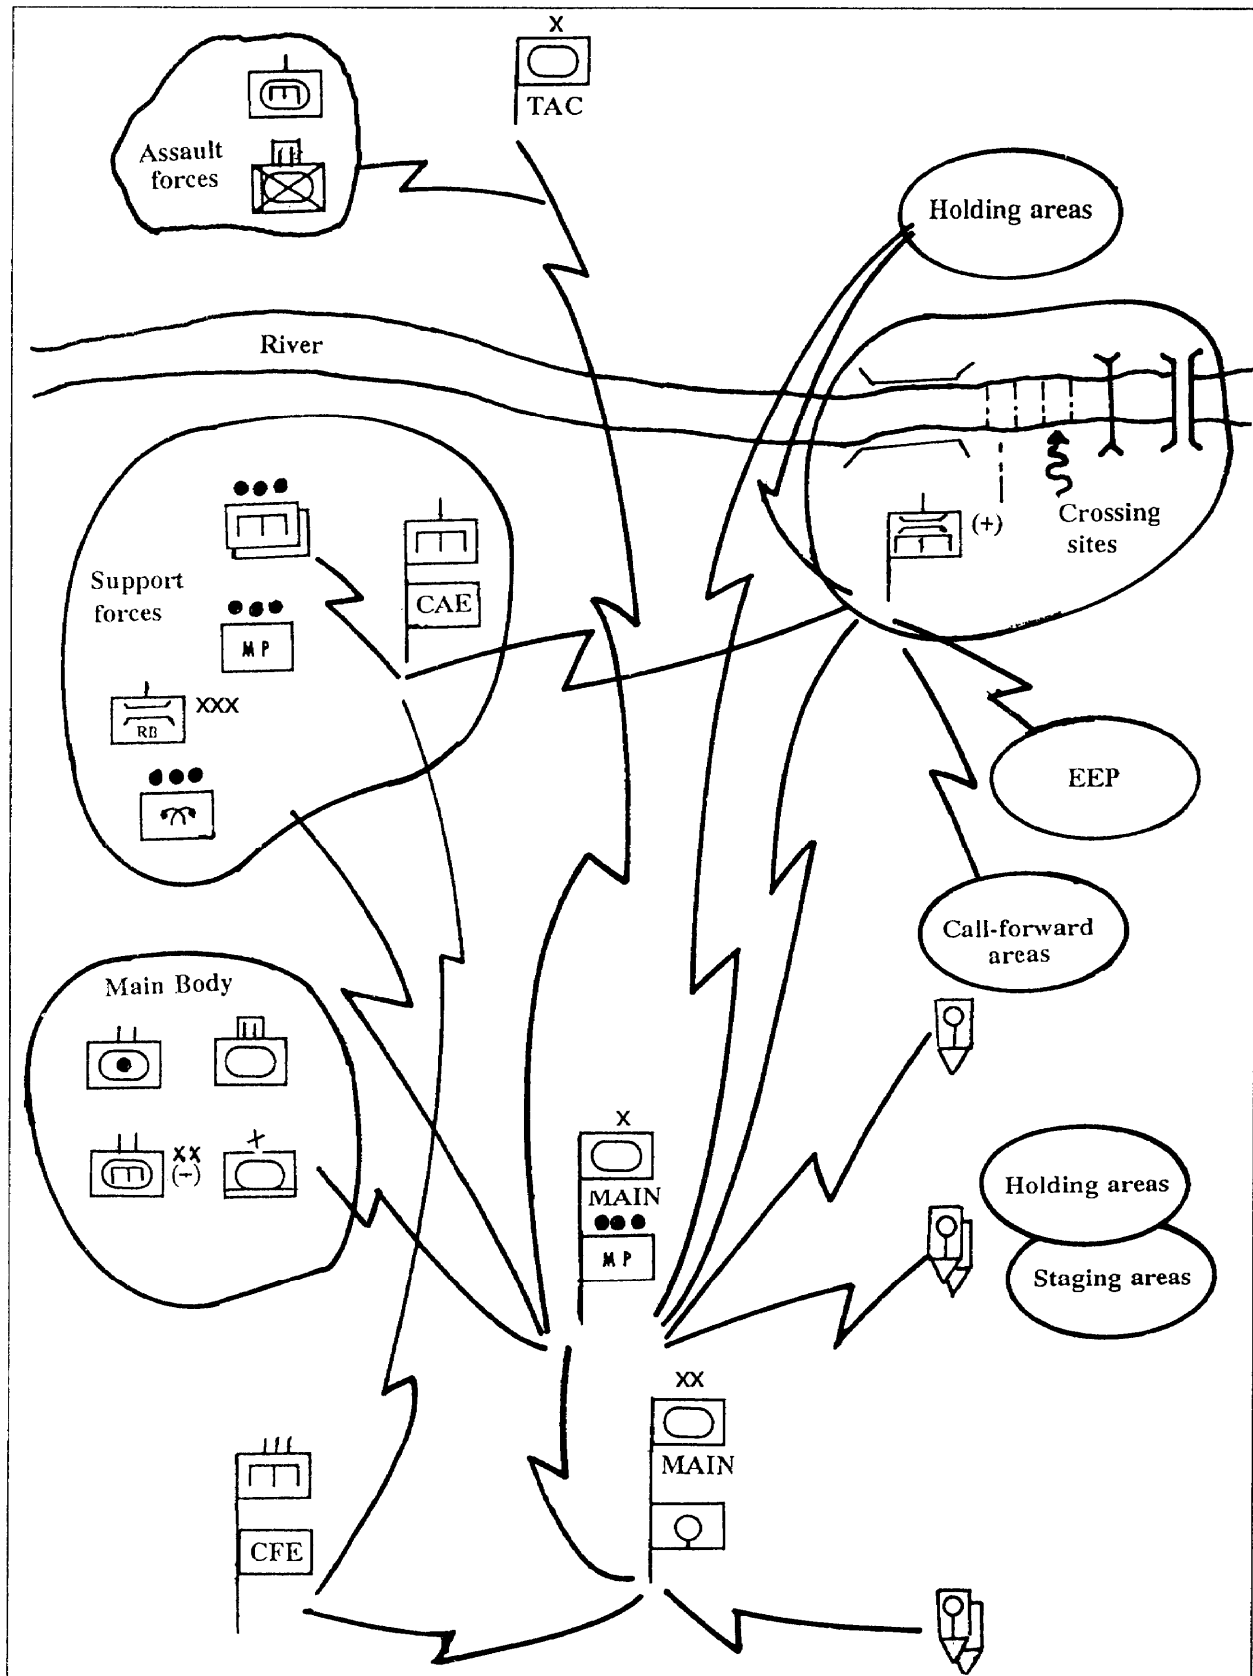 X
TAC
Assault
forces
Holding areas
River
Crossing
sites
(+)
CAE
Support
forces
MP
XXX
RB
EEP
Call-forward
areas
Main Body
XX
(-)
X
X
MAIN
MP
Holding areas
Staging areas
XX
MAIN
CFE